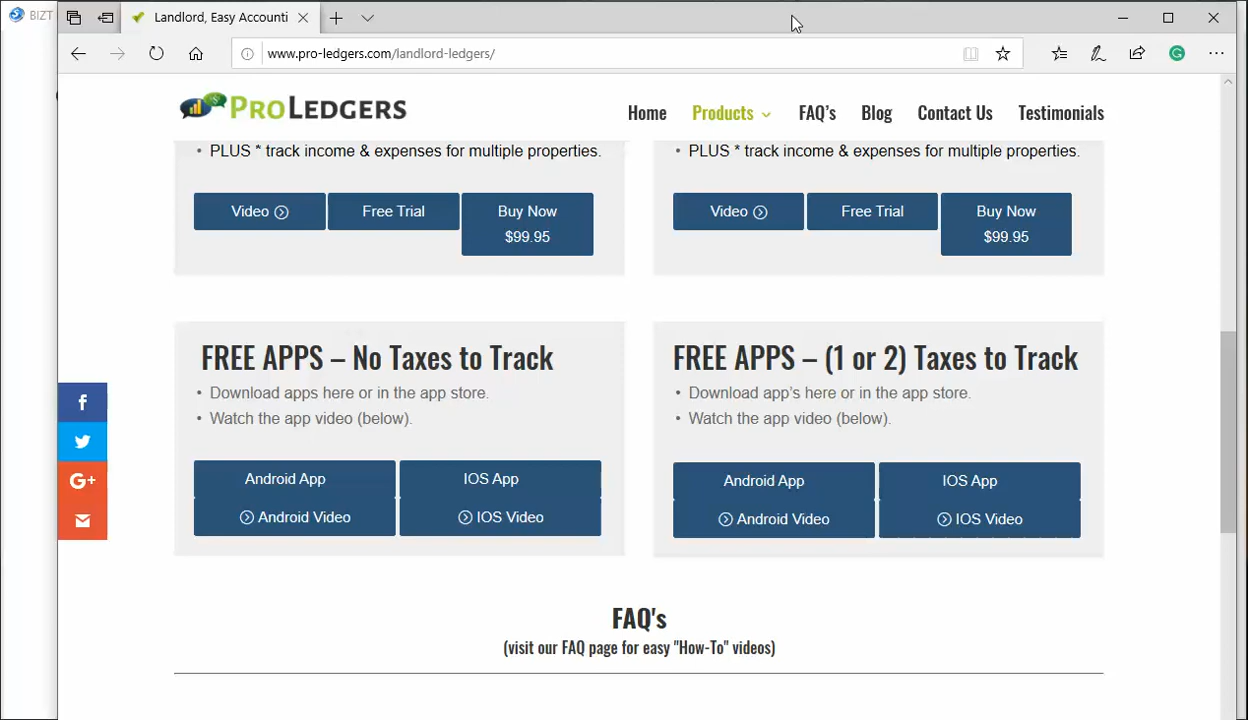 BIZT
Landlord, Easy Accounti
www.pro-ledgers.com/landlord-ledgers/
PROLEDGERS
Home
Products
FAQ's
Blog
Contact Us
Testimonials
• PLUS * track income & expenses for multiple properties.
Video
Free Trial
Buy Now
$99.95
• PLUS * track income & expenses for multiple properties.
Video
Free Trial
Buy Now
$99.95
FREE APPS – No Taxes to Track
• Download apps here or in the app store.
• Watch the app video (below).
Android App
IOS App
Android Video
IOS Video
FREE APPS – (1 or 2) Taxes to Track
• Download app's here or in the app store.
• Watch the app video (below).
Android App
IOS App
Android Video
IOS Video
f
G+
FAQ's
(visit our FAQ page for easy "How-To" videos)